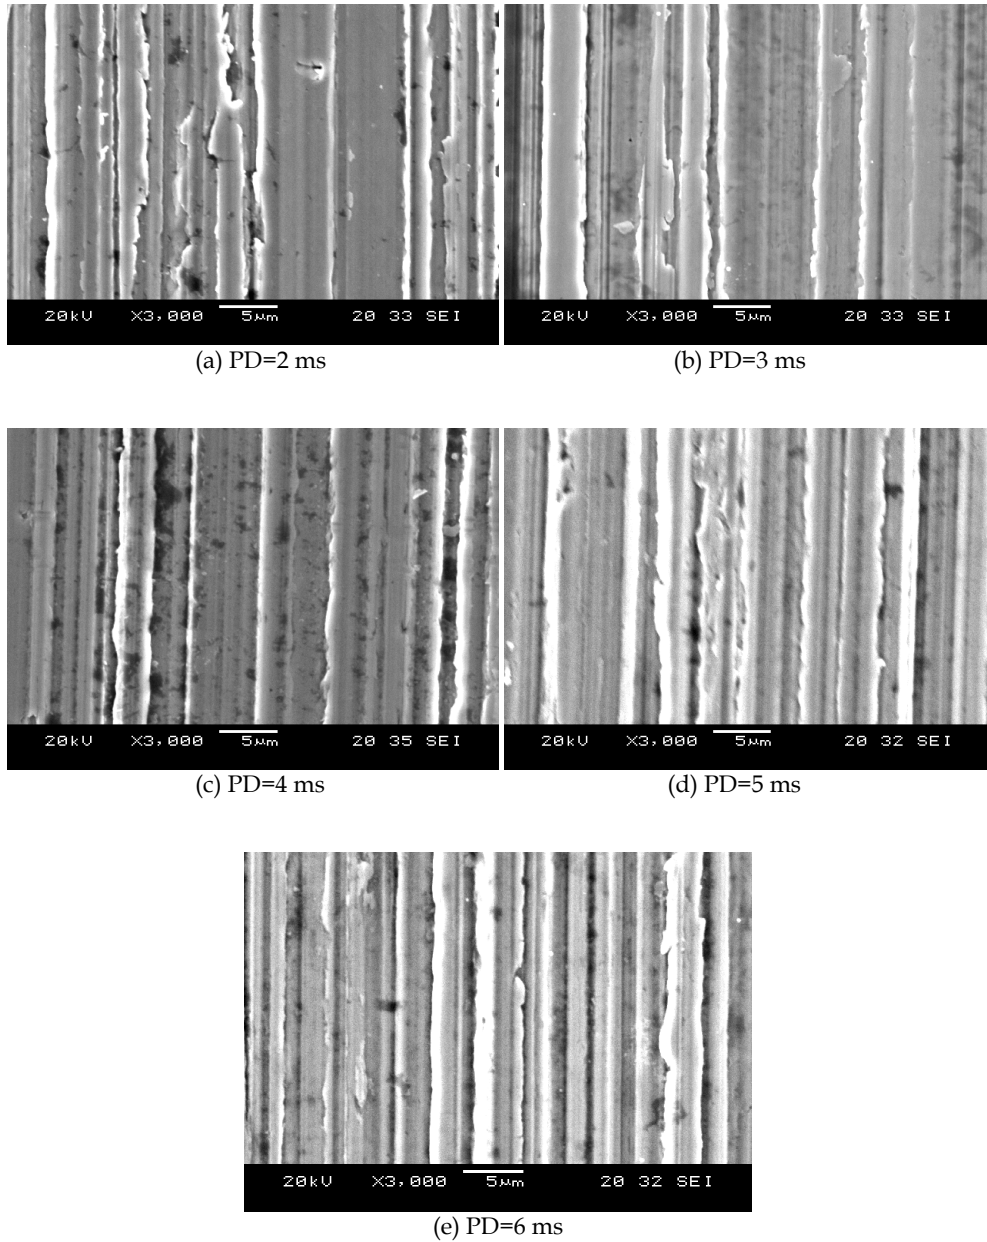 20kV X3,000 5μm 20 33 SEI
20kV X3,000 5μm 20 33 SEI
(a) PD=2 ms
(b) PD=3 ms
20kV X3,000 5μm 20 35 SEI
20kV X3,000 5μm 20 32 SEI
(c) PD=4 ms
(d) PD=5 ms
20kV X3,000 5μm 20 32 SEI
(e) PD=6 ms